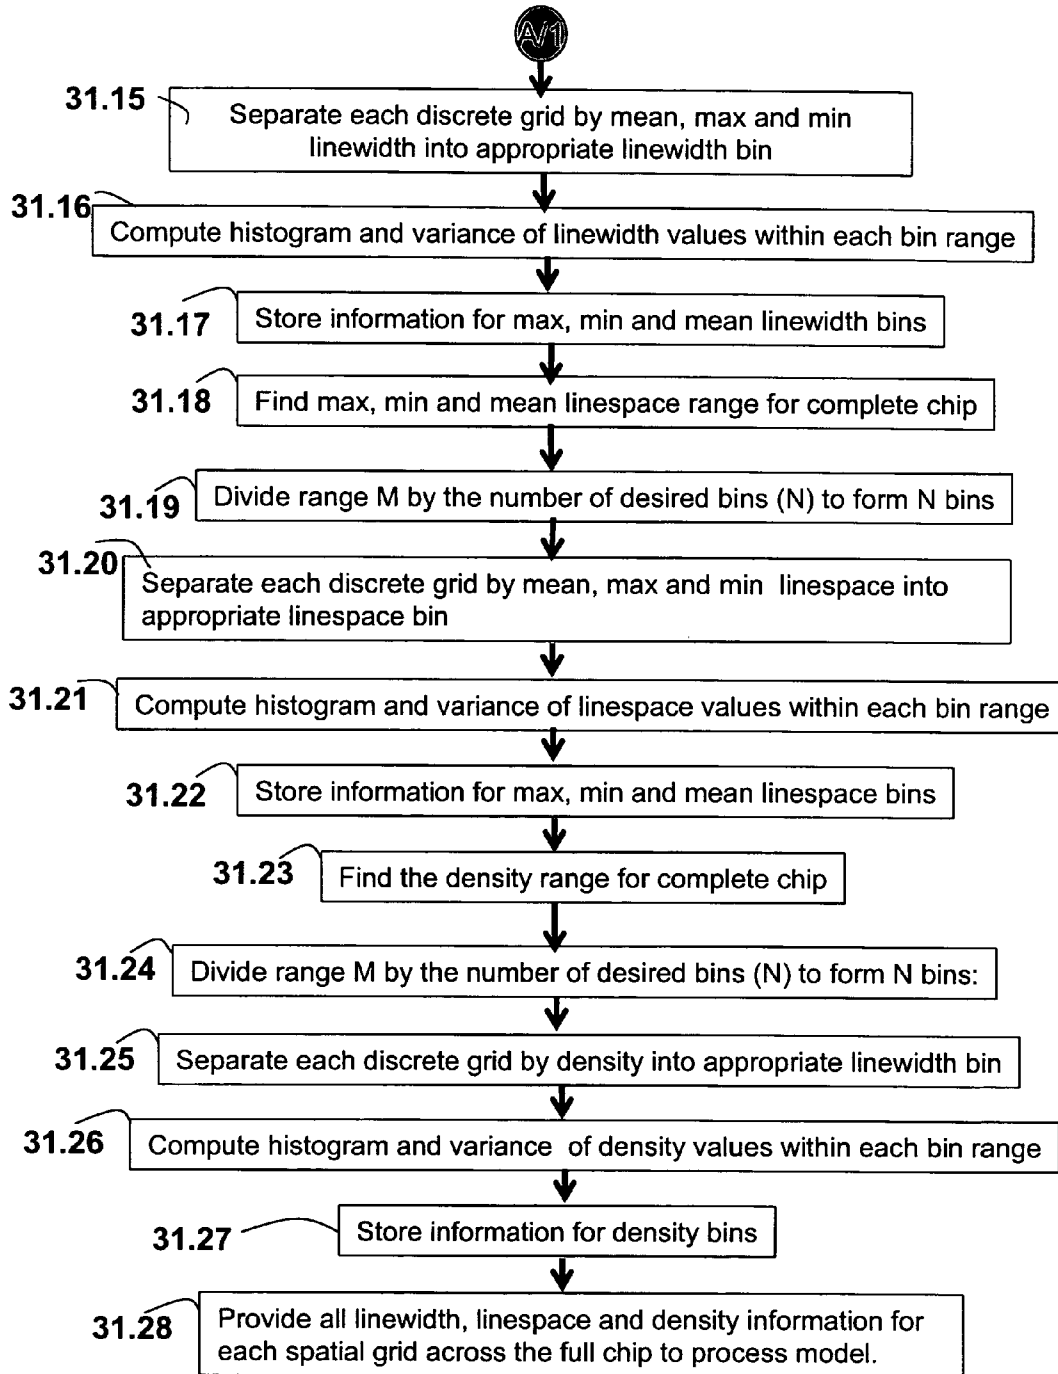 A/1
31.15
Separate each discrete grid by mean, max and min
linewidth into appropriate linewidth bin
31.16
Compute histogram and variance of linewidth values within each bin range
31.17
Store information for max, min and mean linewidth bins
31.18
Find max, min and mean linespace range for complete chip
31.19
Divide range M by the number of desired bins (N) to form N bins
31.20
Separate each discrete grid by mean, max and min linespace into
appropriate linespace bin
31.21
Compute histogram and variance of linespace values within each bin range
31.22
Store information for max, min and mean linespace bins
31.23
Find the density range for complete chip
31.24
Divide range M by the number of desired bins (N) to form N bins:
31.25
Separate each discrete grid by density into appropriate linewidth bin
31.26
Compute histogram and variance of density values within each bin range
31.27
Store information for density bins
31.28
Provide all linewidth, linespace and density information for
each spatial grid across the full chip to process model.